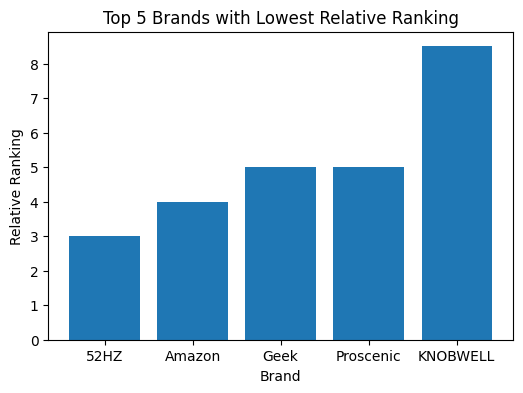 Top 5 Brands with Lowest Relative Ranking
Relative Ranking
8
7
6
5
4
3
2
1
0
52HZ Amazon Geek Proscenic KNOBWELL
Brand